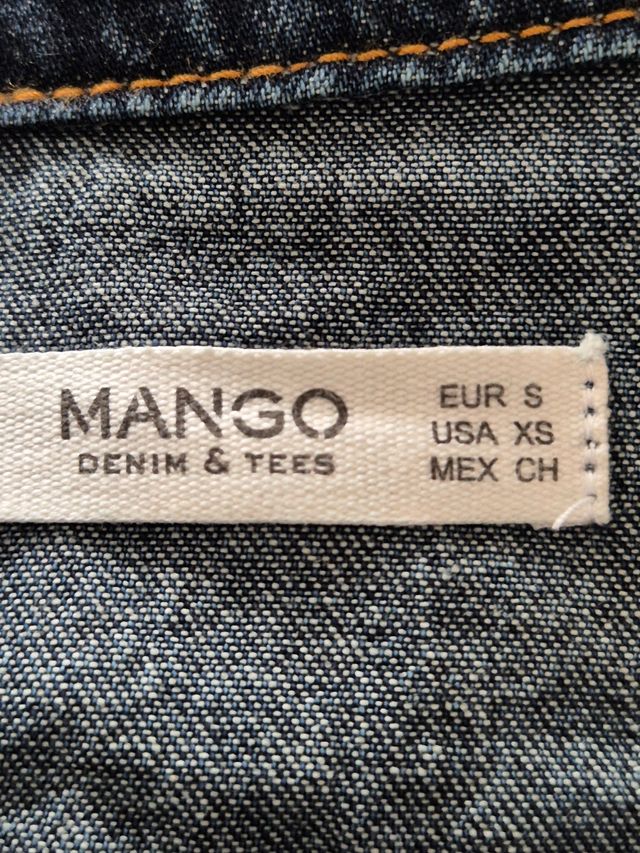 MANGO
DENIM & TEES
EUR S
USA XS
MEX CH